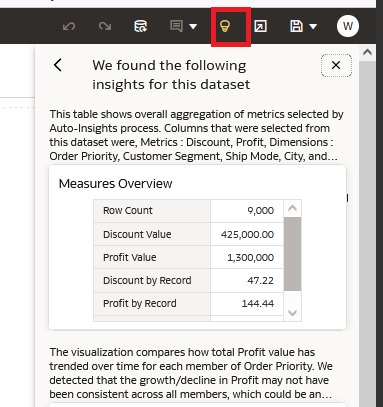 W
We found the following
insights for this dataset
This table shows overall aggregation of metrics selected by
Auto-Insights process. Columns that were selected from
this dataset were, Metrics : Discount, Profit, Dimensions :
Order Priority, Customer Segment, Ship Mode, City, and...
Measures Overview
Row Count 9,000
Discount Value 425,000.00
Profit Value 1,300,000
Discount by Record 47.22
Profit by Record 144.44
The visualization compares how total Profit value has
trended over time for each member of Order Priority. We
detected that the growth/decline in Profit may not have
been consistent across all members, which could be an...